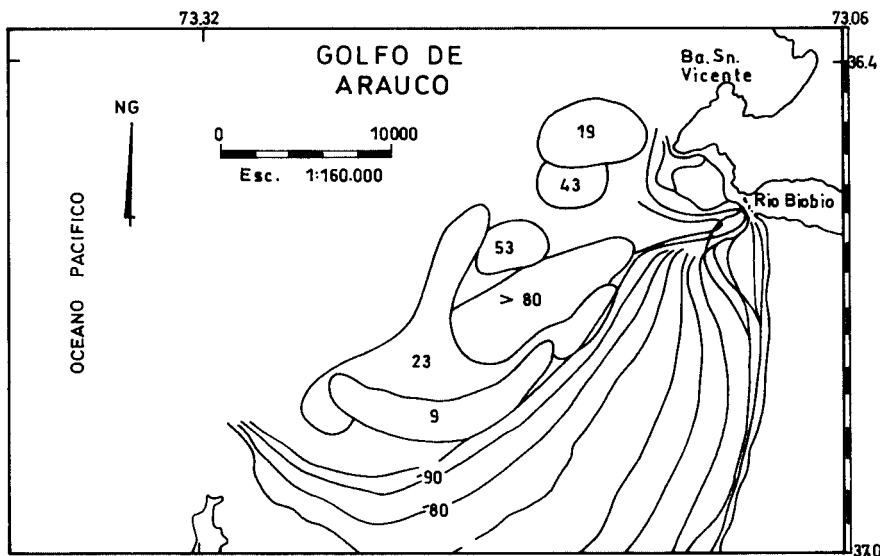 73.32
73.06
GOLFO DE
ARAUCO
Ba. Sn.
Vicente
36.4
NG
0 10000
Esc. 1:160.000
19
43
Rio Biobio
OCEANO PACIFICO
53
> 80
23
9
90
80
37.0